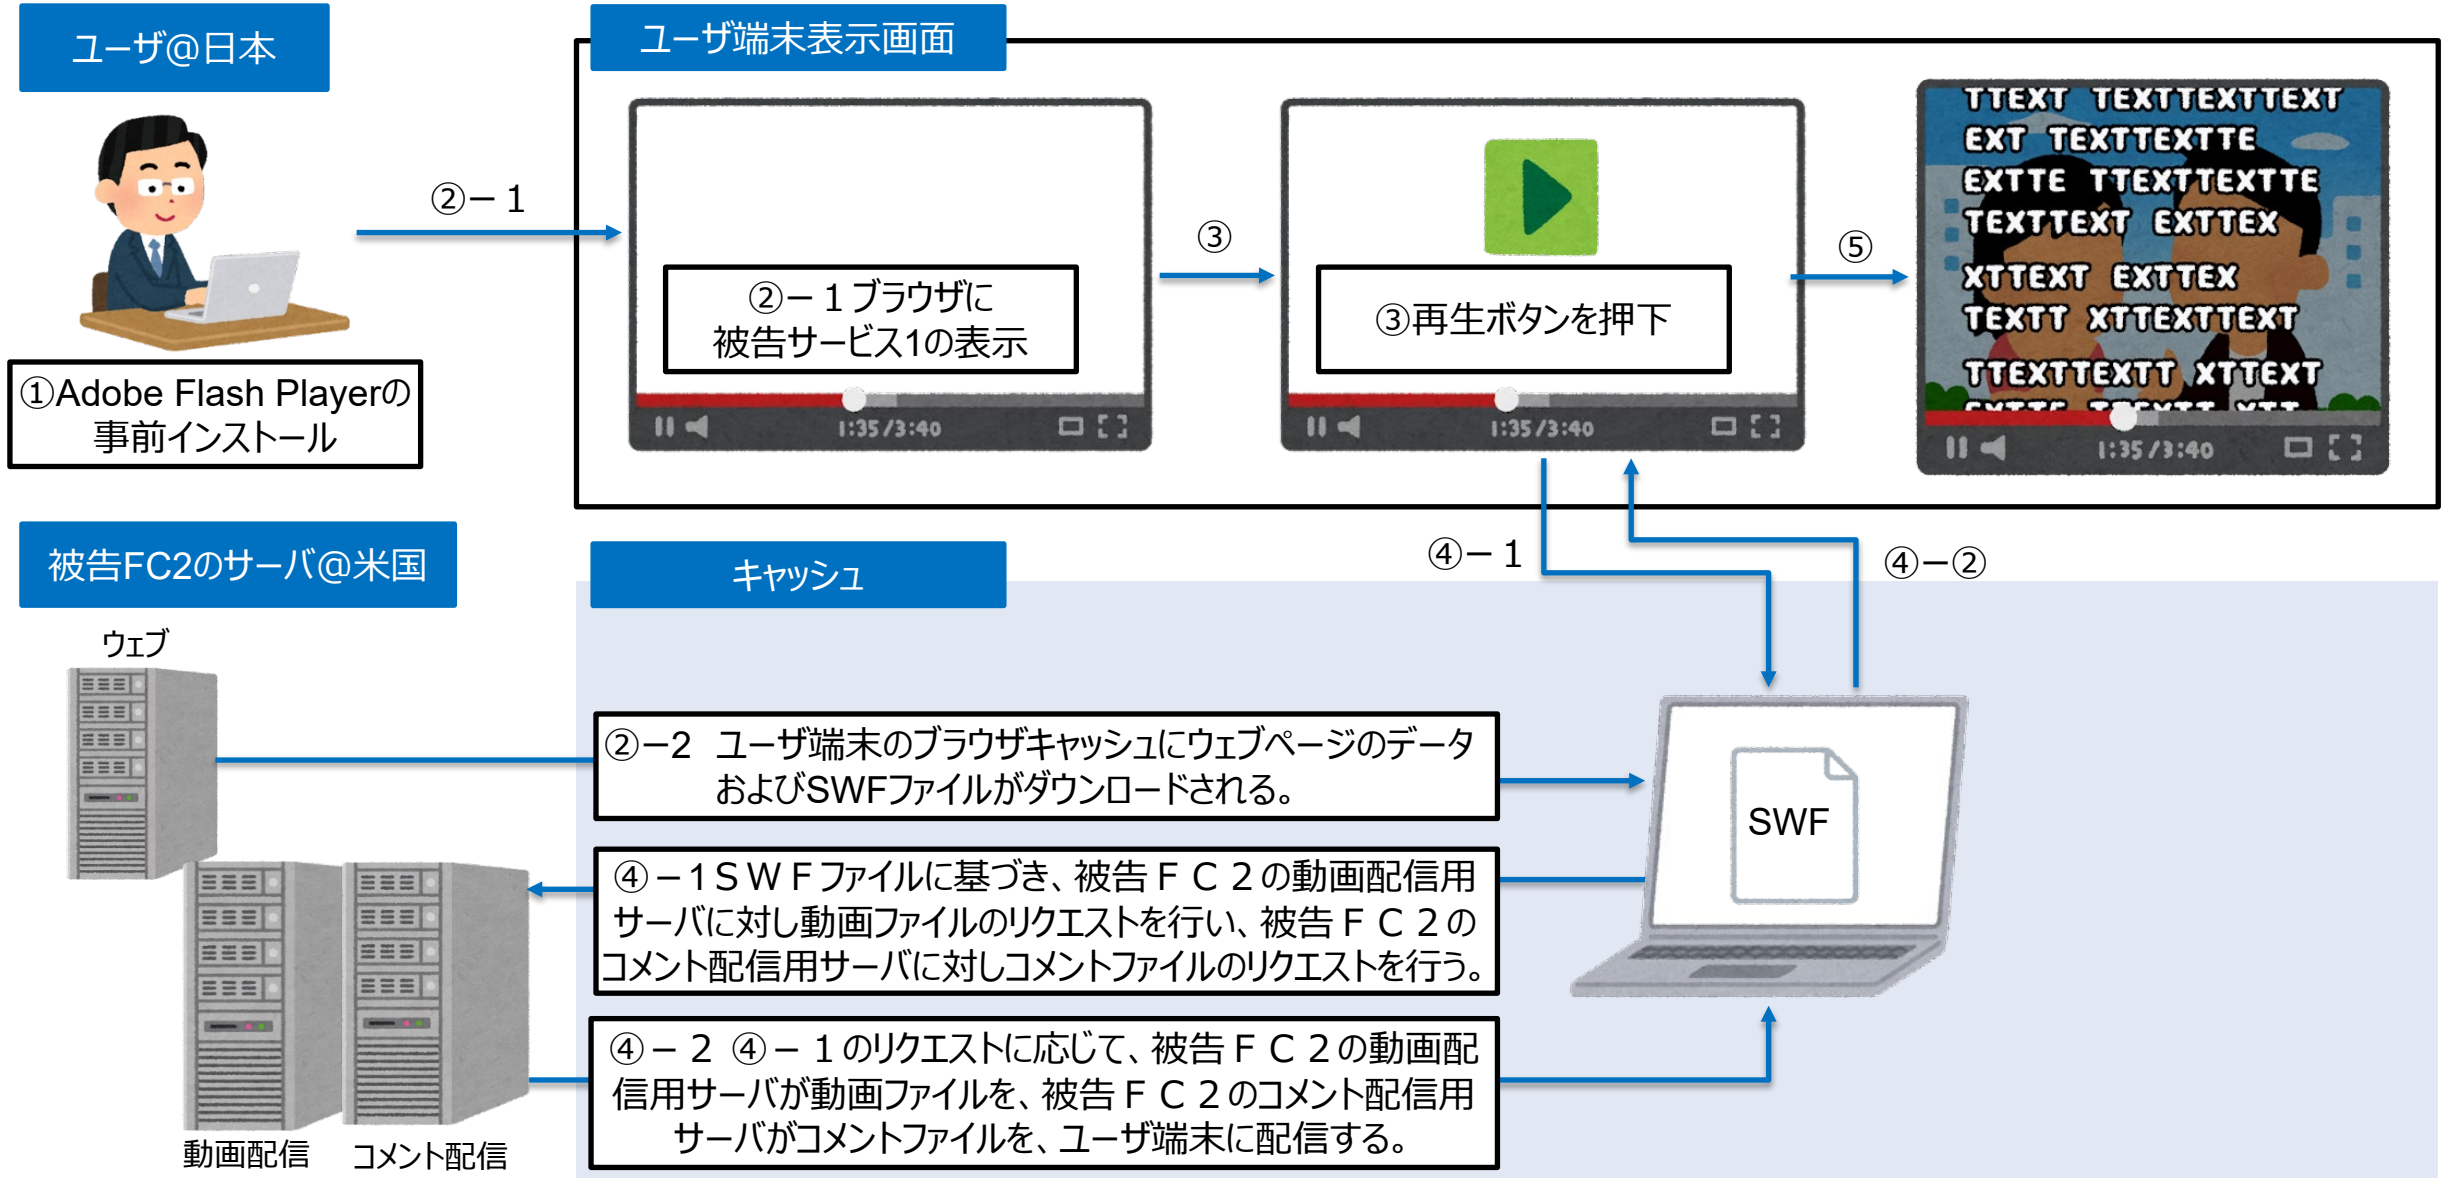 ユーザ@日本
ユーザ端末表示画面
②－１
②－１ブラウザに
被告サービス1の表示
1:35/3:40
③
③再生ボタンを押下
1:35/3:40
⑤
TTEXT TEXTTEXTTEXT
EXT TEXTTEXTTE
EXTTE TTEXTTEXTTE
TEXTTEXT EXTTEX
XTTEXT EXTTEX
TEXTT XTTEXTTEXT
TTEXTTEXTT XTTEXT
1:35/3:40
①Adobe Flash Playerの
事前インストール
被告FC2のサーバ@米国
キャッシュ
④－１
④－②
ウェブ
②－2 ユーザ端末のブラウザキャッシュにウェブページのデータ
およびSWFファイルがダウンロードされる。
SWF
④－1ＳＷＦファイルに基づき、被告ＦＣ２の動画配信用
サーバに対し動画ファイルのリクエストを行い、被告ＦＣ２の
コメント配信用サーバに対しコメントファイルのリクエストを行う。
④－２ ④－１のリクエストに応じて、被告ＦＣ２の動画配
信用サーバが動画ファイルを、被告ＦＣ２のコメント配信用
サーバがコメントファイルを、ユーザ端末に配信する。
動画配信
コメント配信